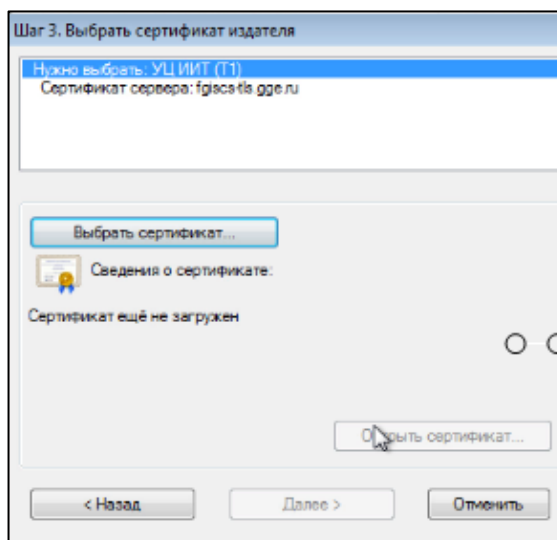 Шаг 3. Выбрать сертификат издателя
Нужно выбрать: УЦ ИИТ (Т1)
Сертификат сервера: fgiscs-tls.gge.ru
Выбрать сертификат...
Сведения о сертификате:
Сертификат ещё не загружен
Открыть сертификат...
< Назад
Далее >
Отменить